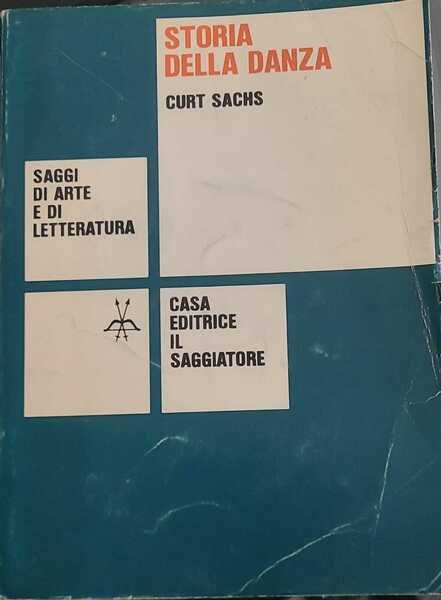 STORIA
DELLA DANZA
CURT SACHS
SAGGI
DI ARTE
E DI
LETTERATURA
CASA
EDITRICE
IL
SAGGIATORE